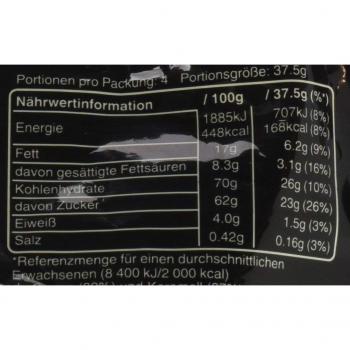 Portionen pro Packung: 4 Portionsgröße: 37.5g
Nährwertinformation / 100g / 37.5g (%*)
Energie 1885kJ 707kJ (8%)
448kcal 168kcal (8%)
Fett 17g 6.2g (9%)
davon gesättigte Fettsäuren 8.3g 3.1g (16%)
Kohlenhydrate 70g 26g (10%)
davon Zucker 62g 23g (26%)
Eiweiß 4.0g 1.5g (3%)
Salz 0.42g 0.16g (3%)
*Referenzmenge für einen durchschnittlichen
Erwachsenen (8 400 kJ/2 000 kcal)
und Karamell